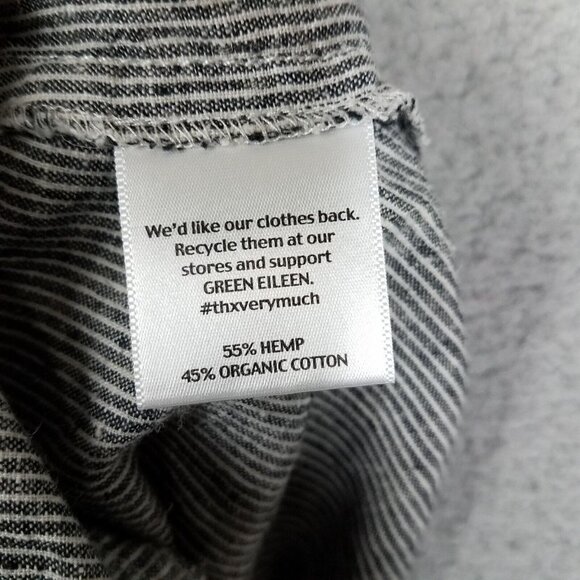 We'd like our clothes back.
Recycle them at our
stores and support
GREEN EILEEN.
#thxverymuch
55% HEMP
45% ORGANIC COTTON